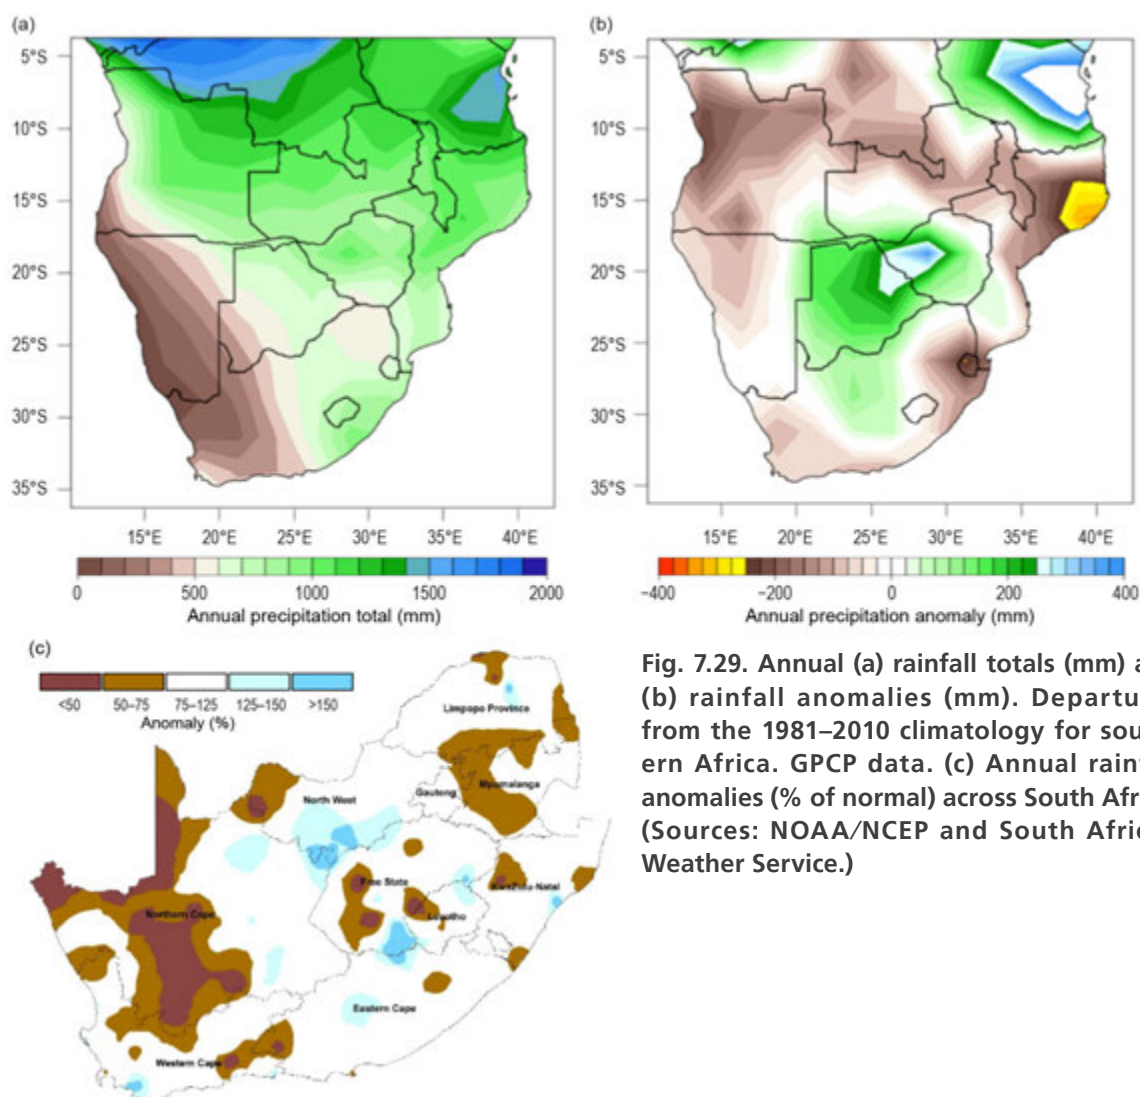 (a)
5°S
10°S
15°S
20°S
25°S
30°S
35°S
15°E 20°E 25°E 30°E 35°E 40°E
0 500 1000 1500 2000
Annual precipitation total (mm)
(b)
5°S
10°S
15°S
20°S
25°S
30°S
35°S
15°E 20°E 25°E 30°E 35°E 40°E
−400 −200 0 200 400
Annual precipitation anomaly (mm)
(c)
<50 50–75 75–125 125–150 >150
Anomaly (%)
Limpopo Province
Mpumalanga
Gauteng
North West
Free State
KwaZulu-Natal
Lesotho
Northern Cape
Eastern Cape
Western Cape
Fig. 7.29. Annual (a) rainfall totals (mm) a
(b) rainfall anomalies (mm). Departu
from the 1981–2010 climatology for sou
ern Africa. GPCP data. (c) Annual rain
anomalies (% of normal) across South Afr
(Sources: NOAA/NCEP and South Afric
Weather Service.)